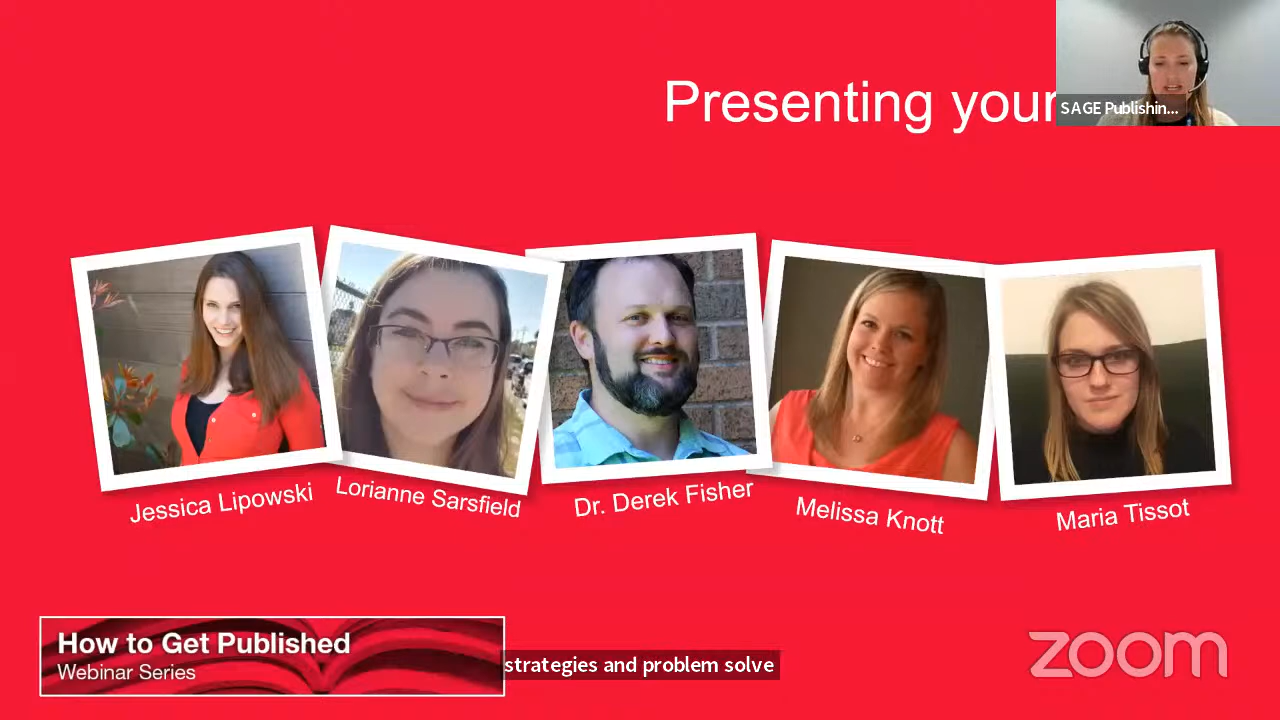 Presenting your
SAGE Publishin...
Jessica Lipowski
Lorianne Sarsfield
Dr. Derek Fisher
Melissa Knott
Maria Tissot
How to Get Published
Webinar Series
strategies and problem solve
zoom